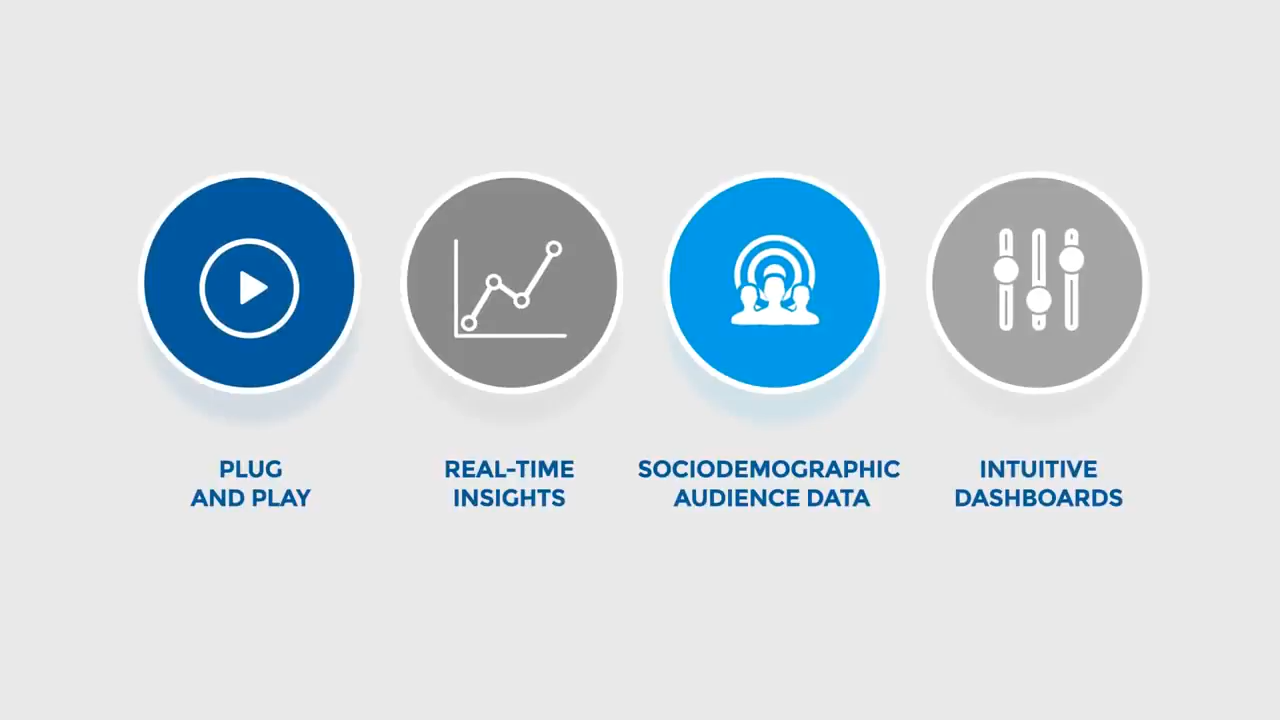 PLUG
AND PLAY
REAL-TIME
INSIGHTS
SOCIODEMOGRAPHIC
AUDIENCE DATA
INTUITIVE
DASHBOARDS